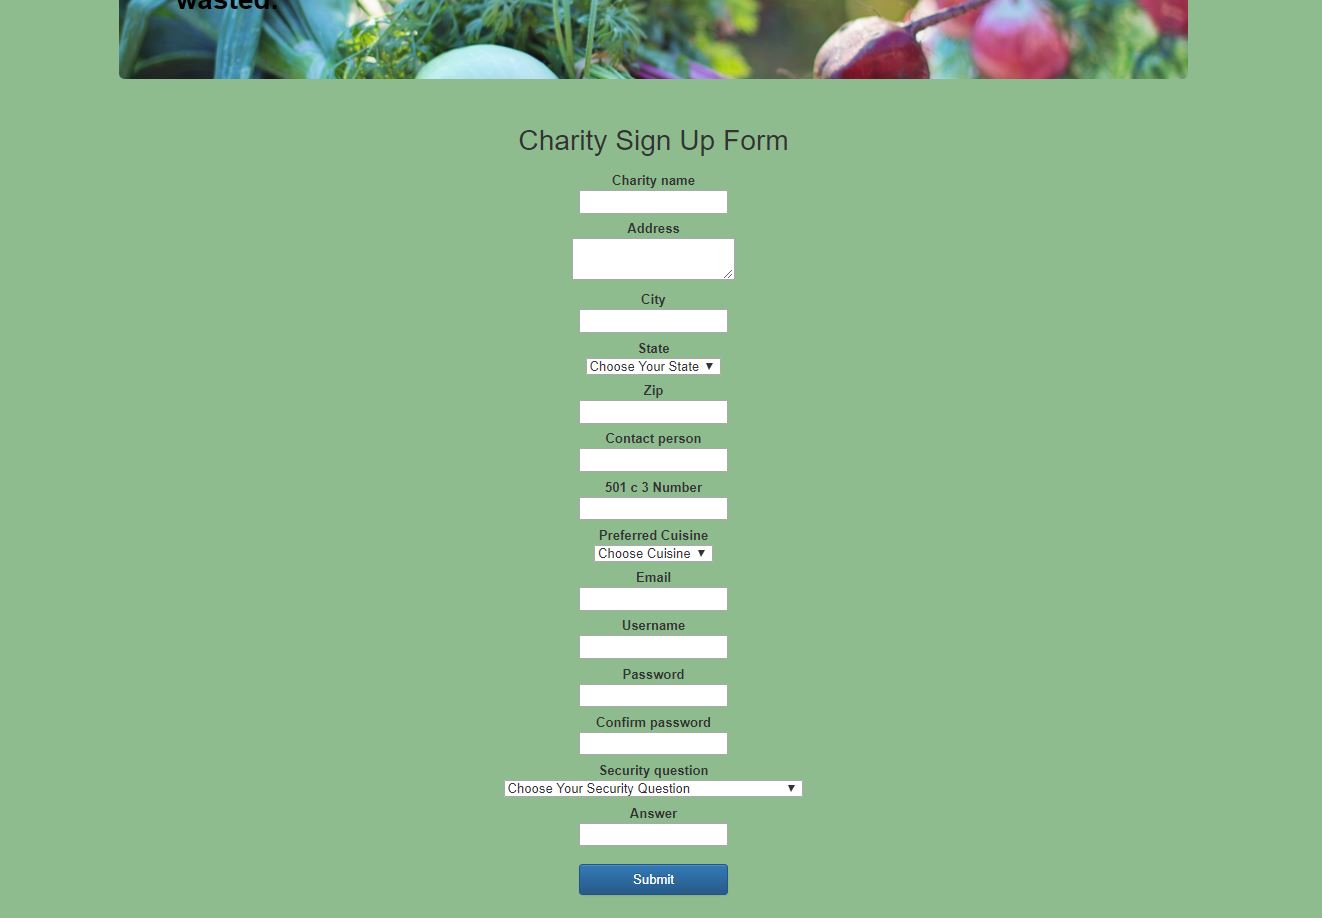 wasted.
Charity Sign Up Form
Charity name
Address
City
State
Choose Your State
Zip
Contact person
501 c 3 Number
Preferred Cuisine
Choose Cuisine
Email
Username
Password
Confirm password
Security question
Choose Your Security Question
Answer
Submit